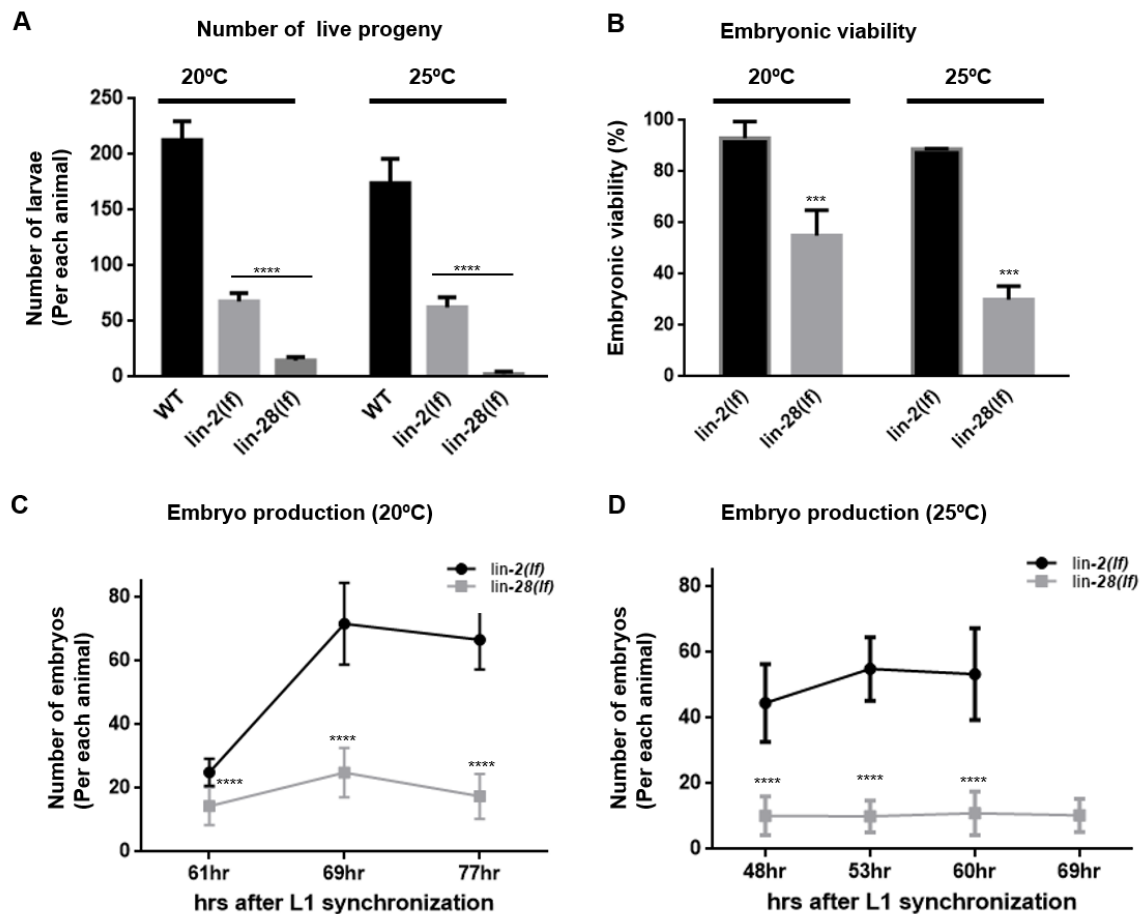 A
Number of live progeny
20ºC
25ºC
250
200
150
100
50
0
Number of larvae
(Per each animal)
****
****
WT
lin-2(lf)
lin-28(lf)
WT
lin-2(lf)
lin-28(lf)
B
Embryonic viability
20ºC
25ºC
100
80
60
40
20
0
Embryonic viability (%)
***
***
lin-2(lf)
lin-28(lf)
lin-2(lf)
lin-28(lf)
C
Embryo production (20ºC)
lin-2(lf)
lin-28(lf)
80
60
40
20
0
Number of embryos
(Per each animal)
****
****
****
61hr 69hr 77hr
hrs after L1 synchronization
D
Embryo production (25ºC)
lin-2(lf)
lin-28(lf)
80
60
40
20
0
Number of embryos
(Per each animal)
****
****
****
48hr 53hr 60hr 69hr
hrs after L1 synchronization